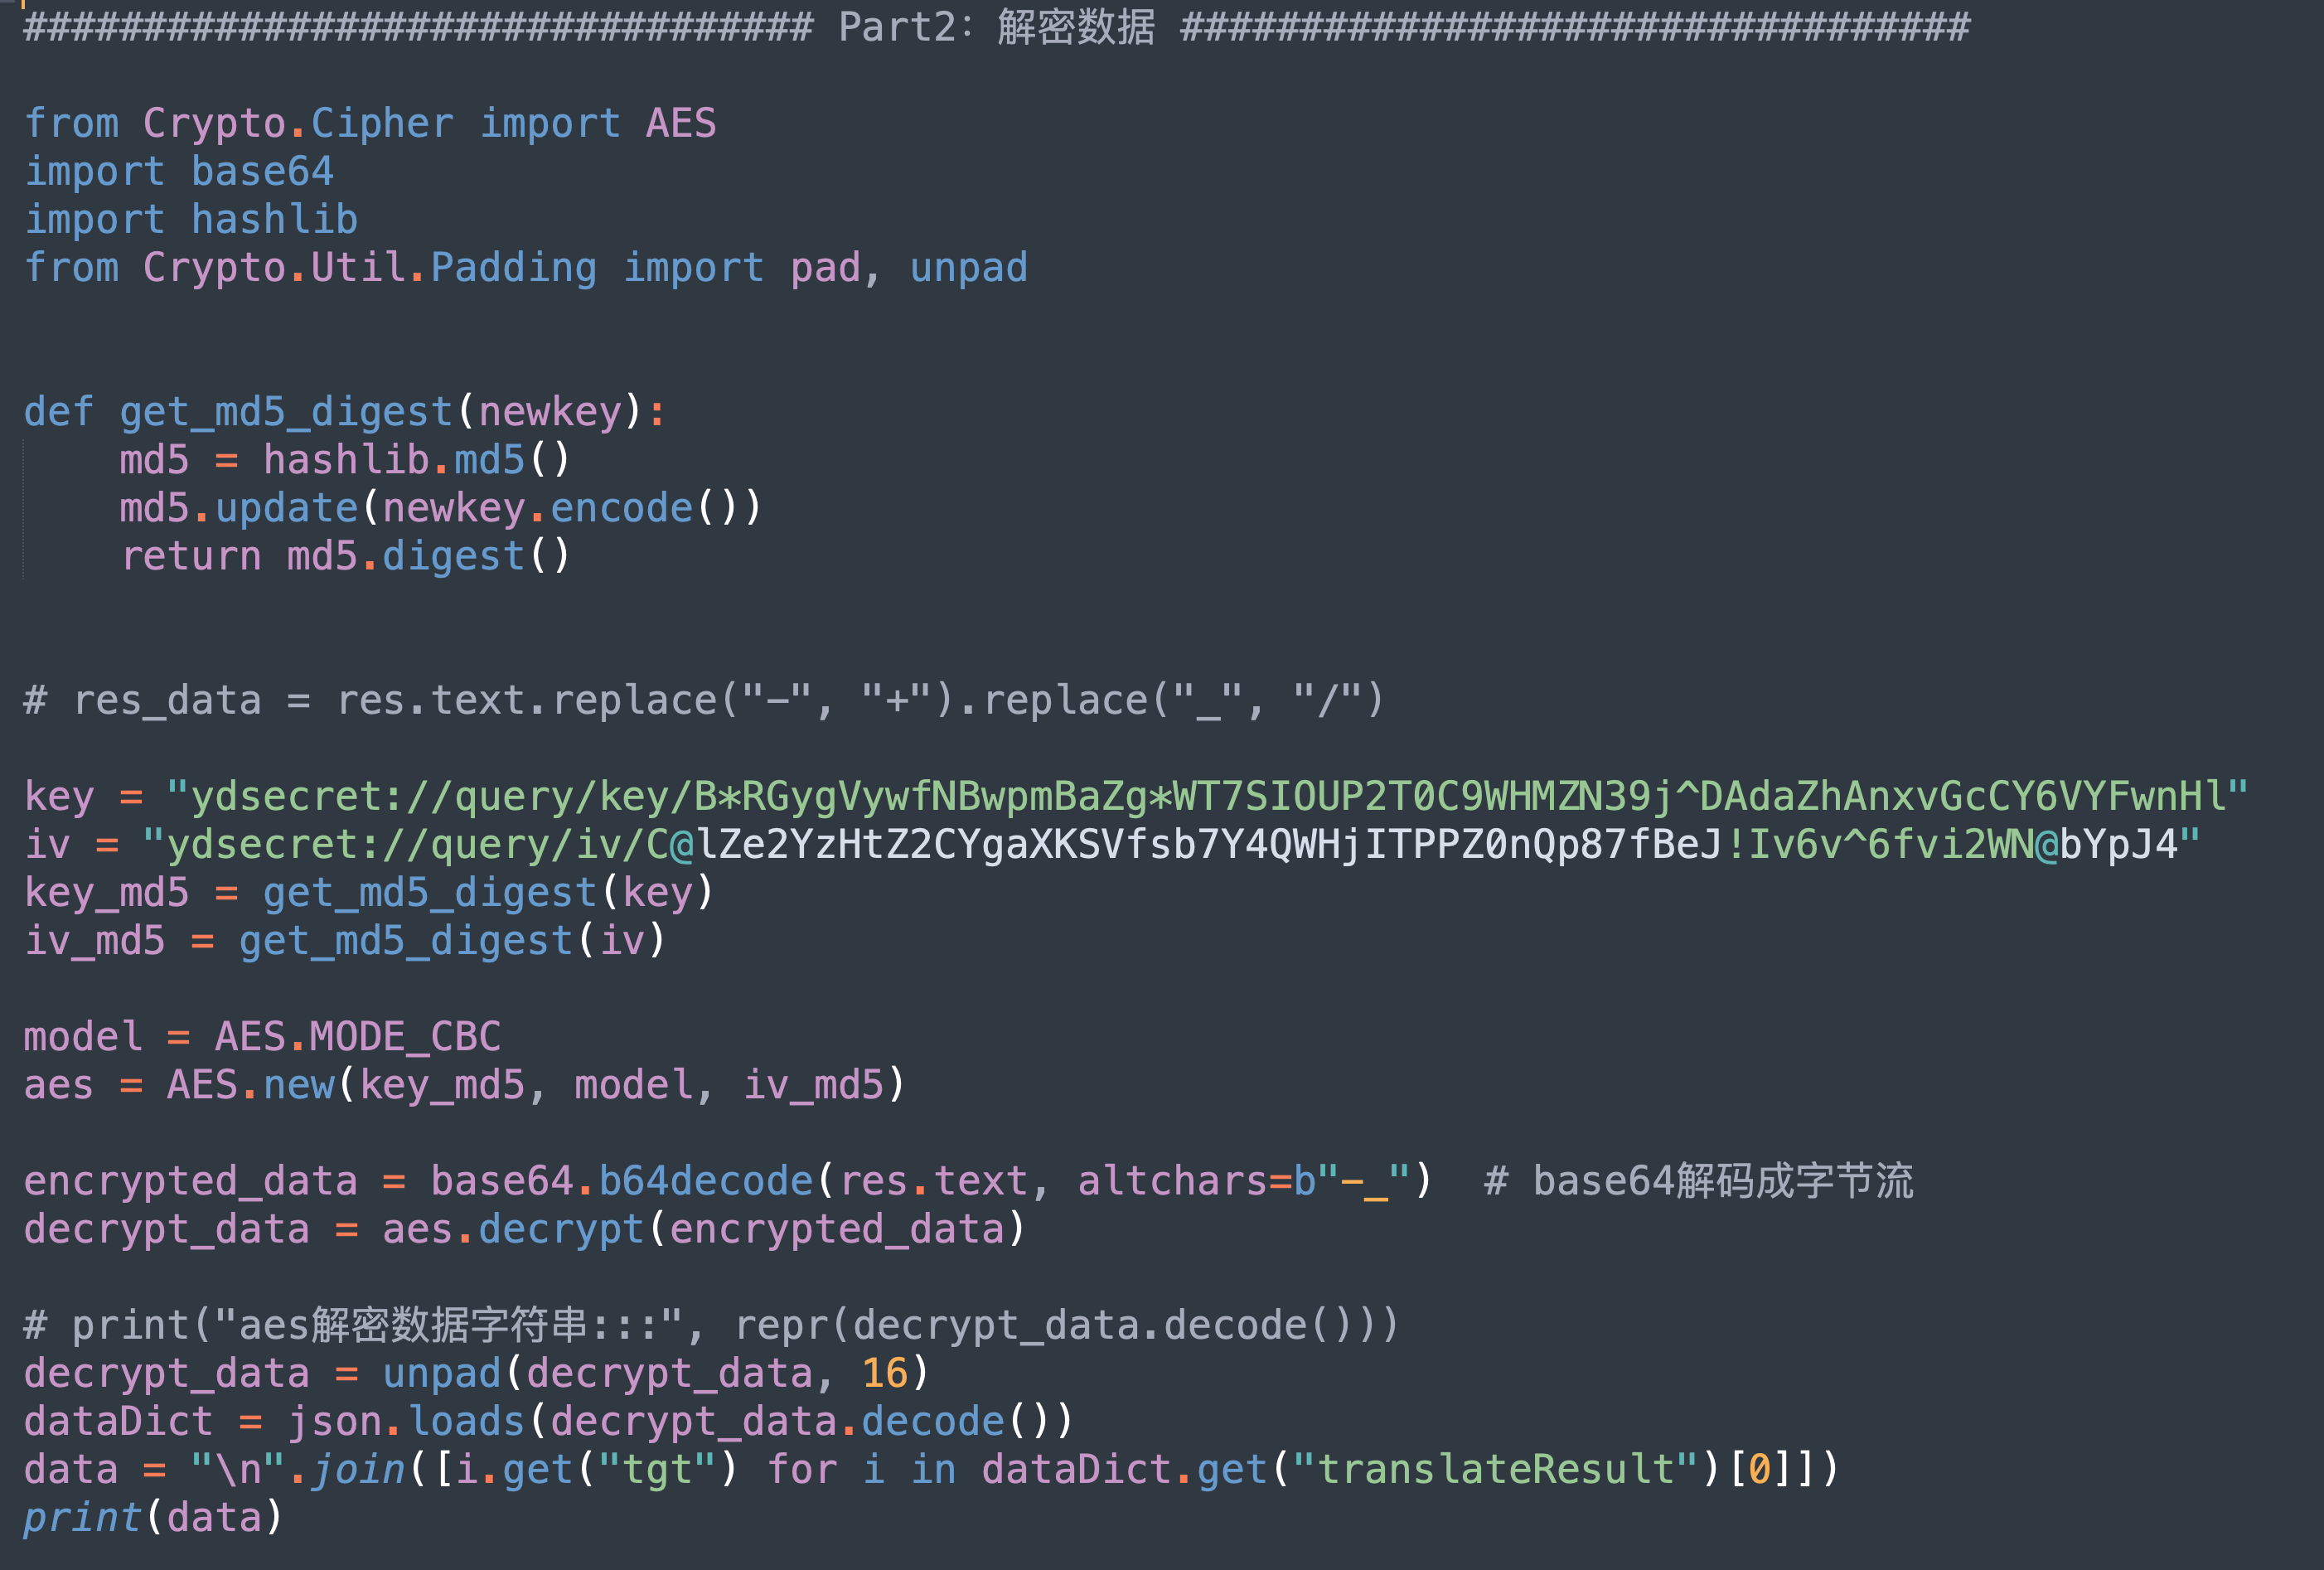 ################################# Part2：解密数据 #################################
from Crypto.Cipher import AES
import base64
import hashlib
from Crypto.Util.Padding import pad, unpad
def get_md5_digest(newkey):
    md5 = hashlib.md5()
    md5.update(newkey.encode())
    return md5.digest()
# res_data = res.text.replace("-", "+").replace("_", "/")
key = "ydsecret://query/key/B*RGygVywfNBwpmBaZg*WT7SIOUP2T0C9WHMZN39j^DAdaZhAnxvGcCY6VYFwnHl"
iv = "ydsecret://query/iv/C@lZe2YzHtZ2CYgaXKSVfsb7Y4QWHjITPPZ0nQp87fBeJ!Iv6v^6fvi2WN@bYpJ4"
key_md5 = get_md5_digest(key)
iv_md5 = get_md5_digest(iv)
model = AES.MODE_CBC
aes = AES.new(key_md5, model, iv_md5)
encrypted_data = base64.b64decode(res.text, altchars=b"-_")  # base64解码成字节流
decrypt_data = aes.decrypt(encrypted_data)
# print("aes解密数据字符串:::", repr(decrypt_data.decode()))
decrypt_data = unpad(decrypt_data, 16)
dataDict = json.loads(decrypt_data.decode())
data = "\n".join([i.get("tgt") for i in dataDict.get("translateResult")[0]])
print(data)